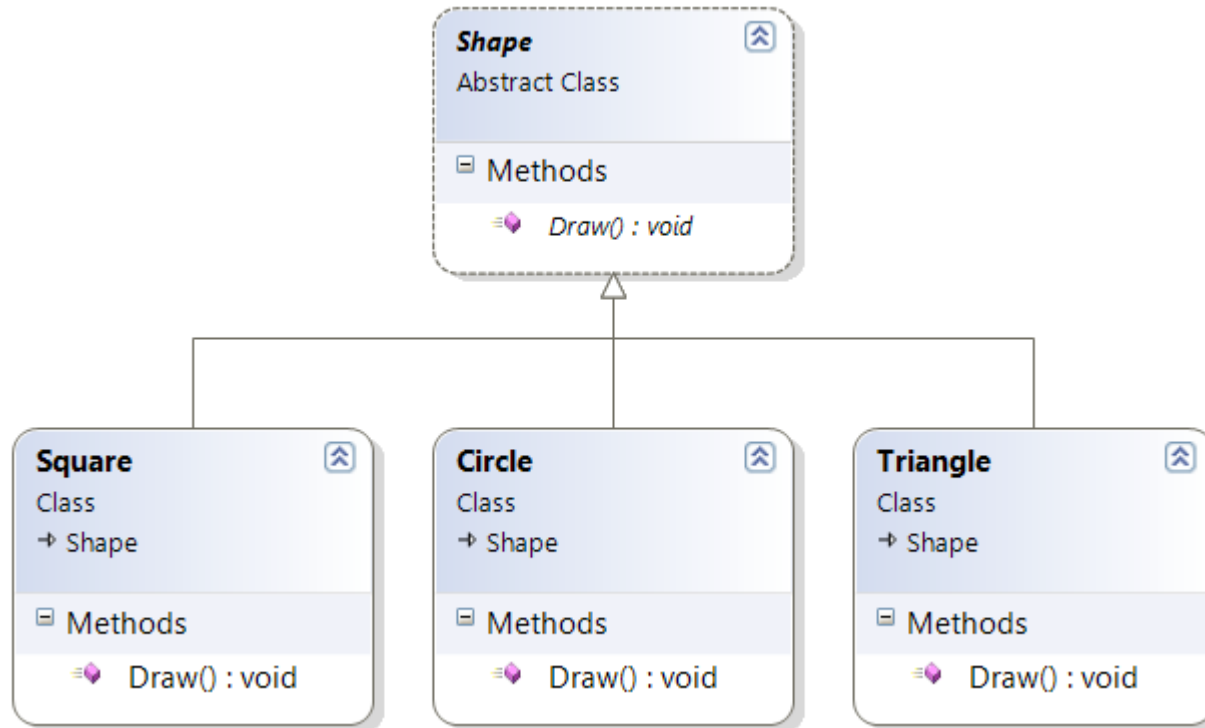 Shape
Abstract Class
Methods
Draw() : void
Square
Class
Shape
Methods
Draw() : void
Circle
Class
Shape
Methods
Draw() : void
Triangle
Class
Shape
Methods
Draw() : void